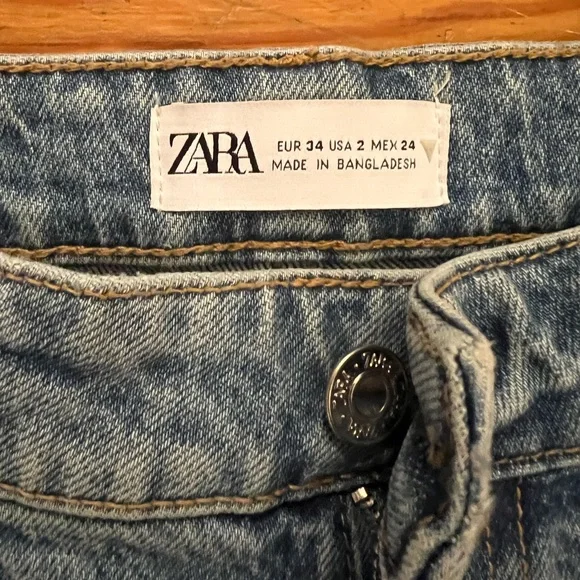 ZARA
EUR 34 USA 2 MEX 24
MADE IN BANGLADESH
ZARA